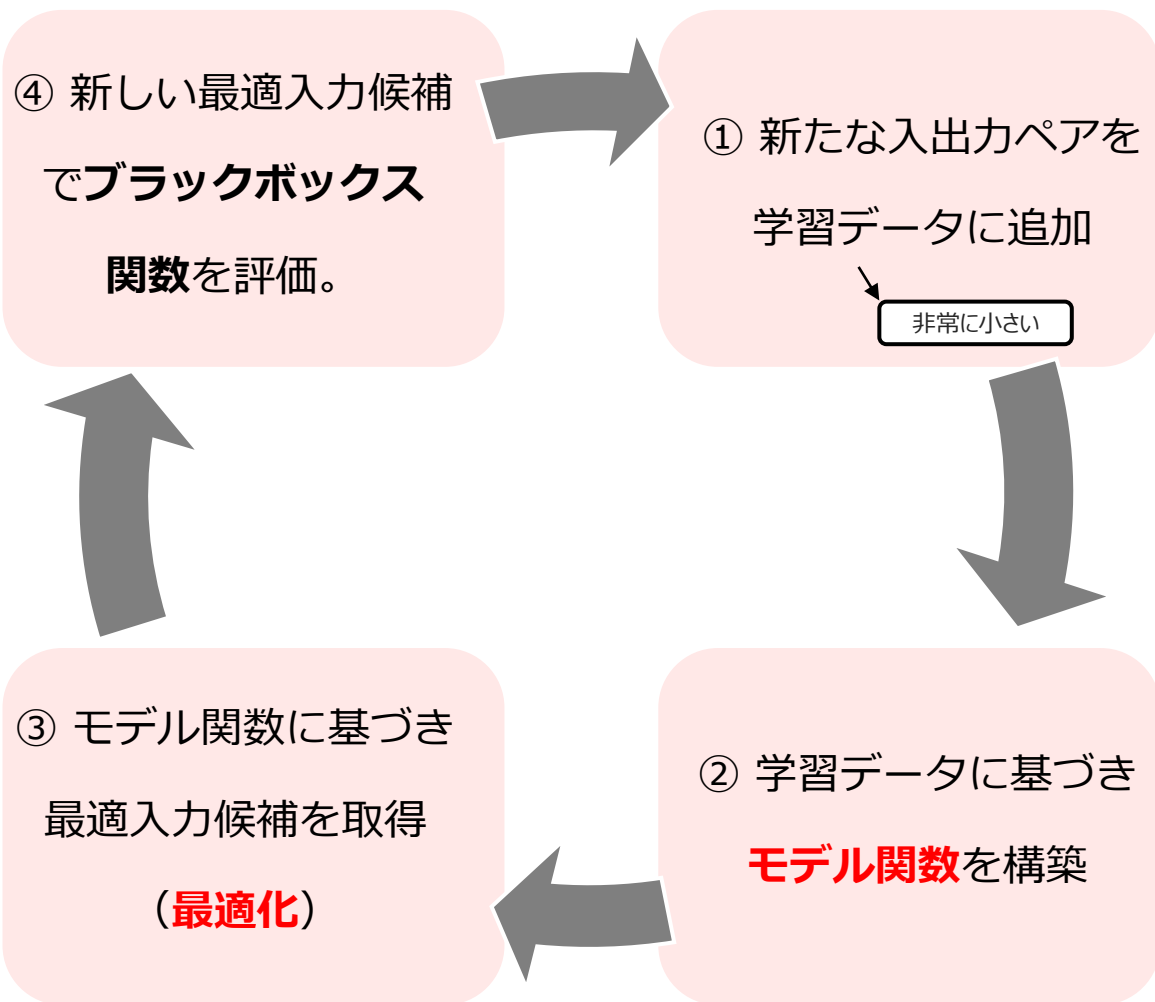 ① 新たな入出力ペアを
学習データに追加
非常に小さい
② 学習データに基づき
モデル関数を構築
③ モデル関数に基づき
最適入力候補を取得
（最適化）
④ 新しい最適入力候補
でブラックボックス
関数を評価。